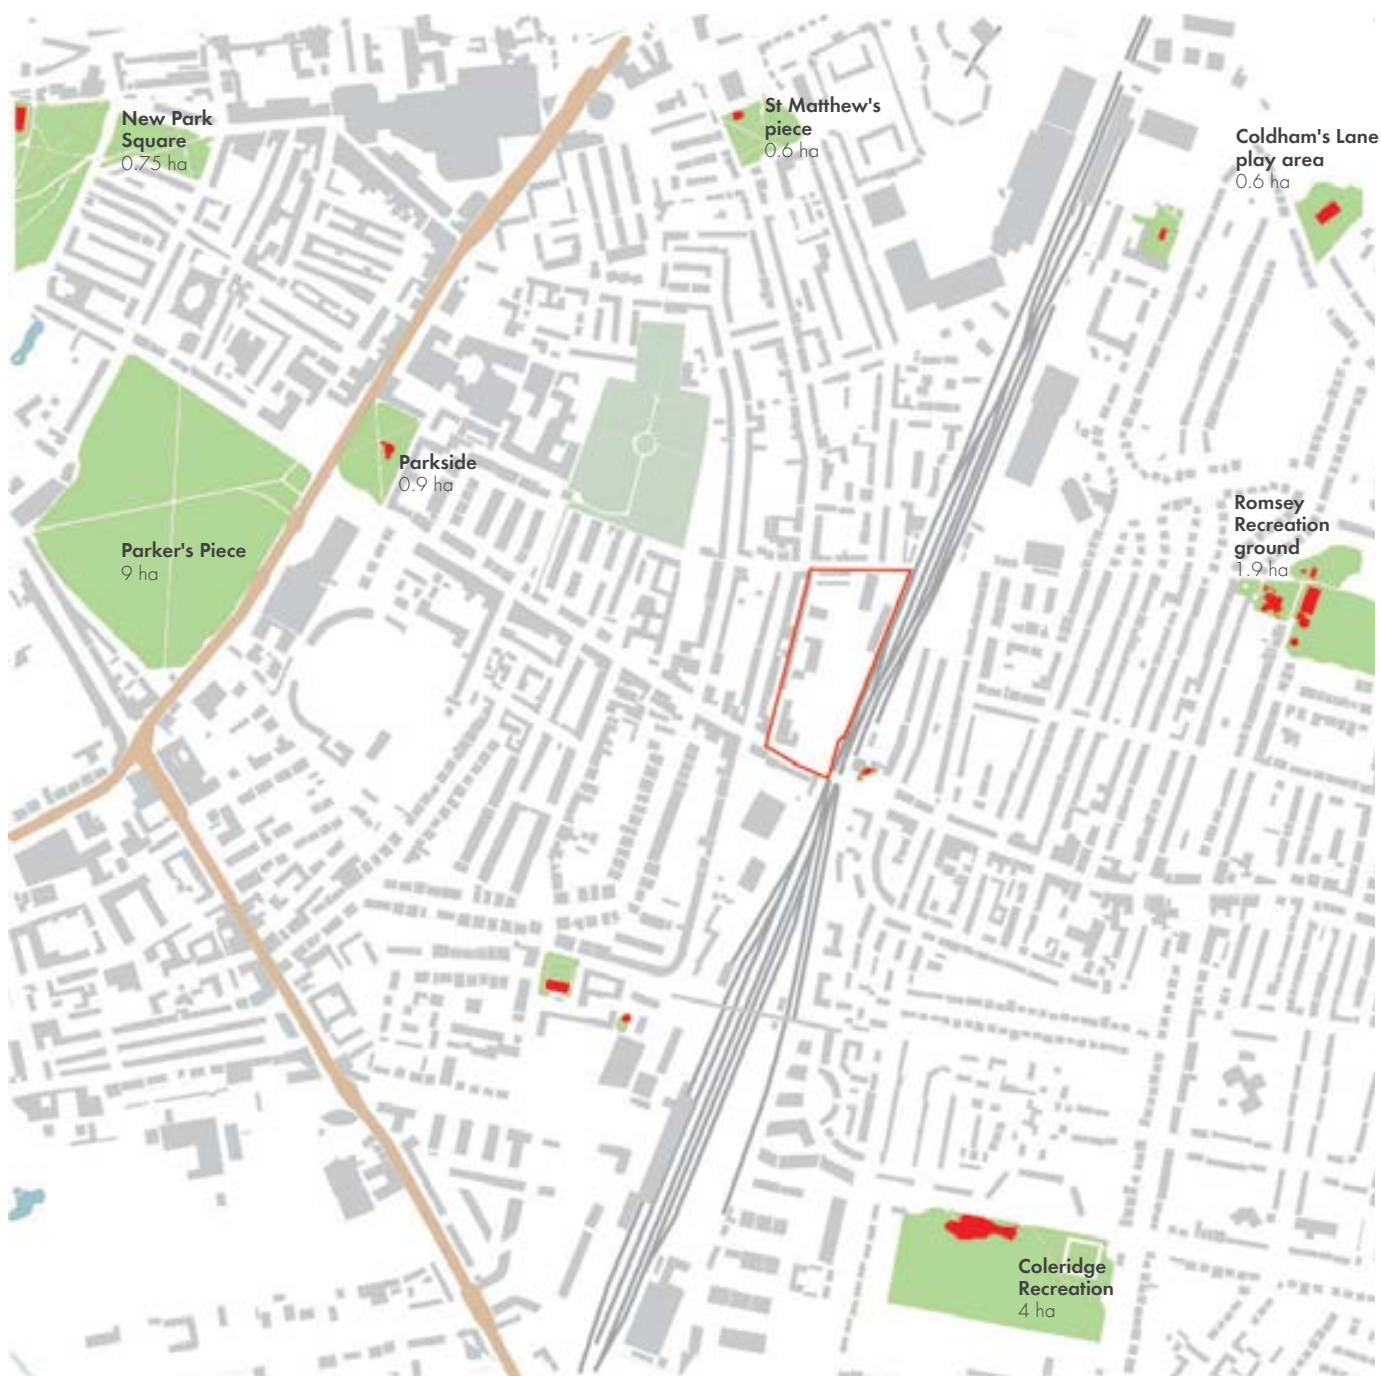 New Park
Square
0.75 ha
St Matthew's
piece
0.6 ha
Coldham's Lane
play area
0.6 ha
Parkside
0.9 ha
Parker's Piece
9 ha
Romsey
Recreation
ground
1.9 ha
Coleridge
Recreation
4 ha